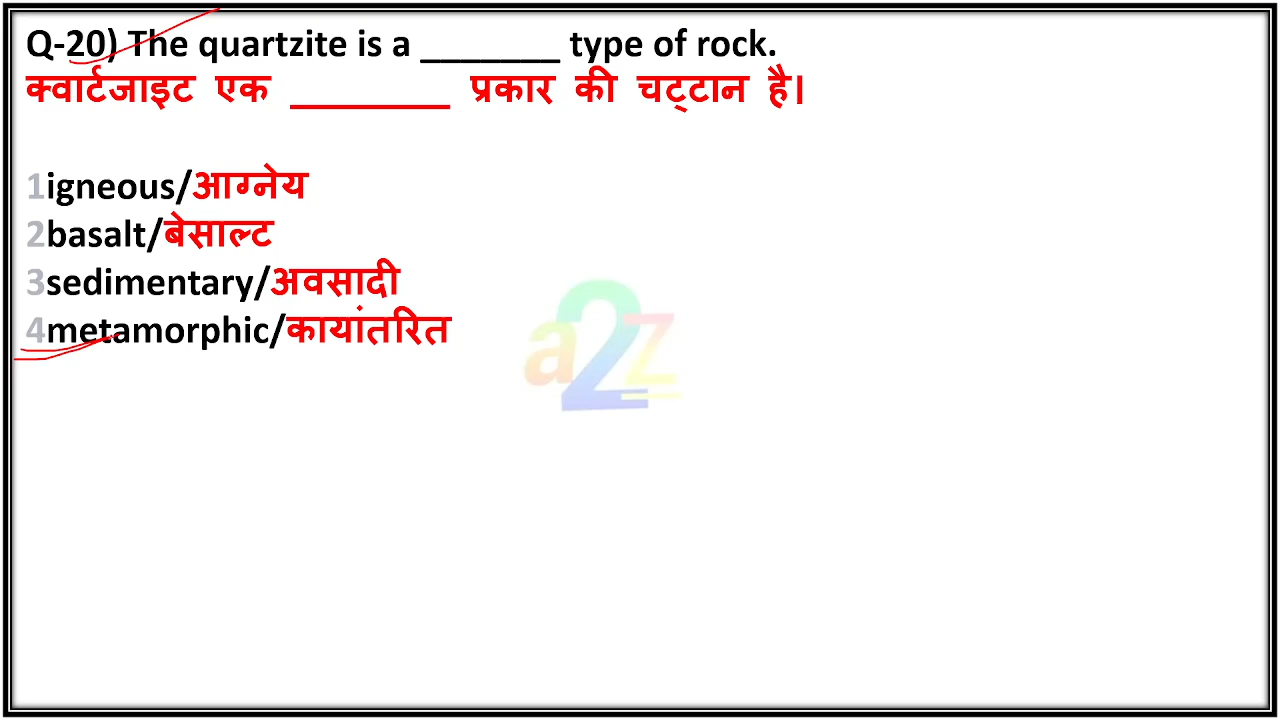 Q-20) The quartzite is a _______ type of rock.
क्वार्टजाइट एक ________ प्रकार की चट्टान है।
1igneous/आग्नेय
2basalt/बेसाल्ट
3sedimentary/अवसादी
4metamorphic/कायांतरित
a2z